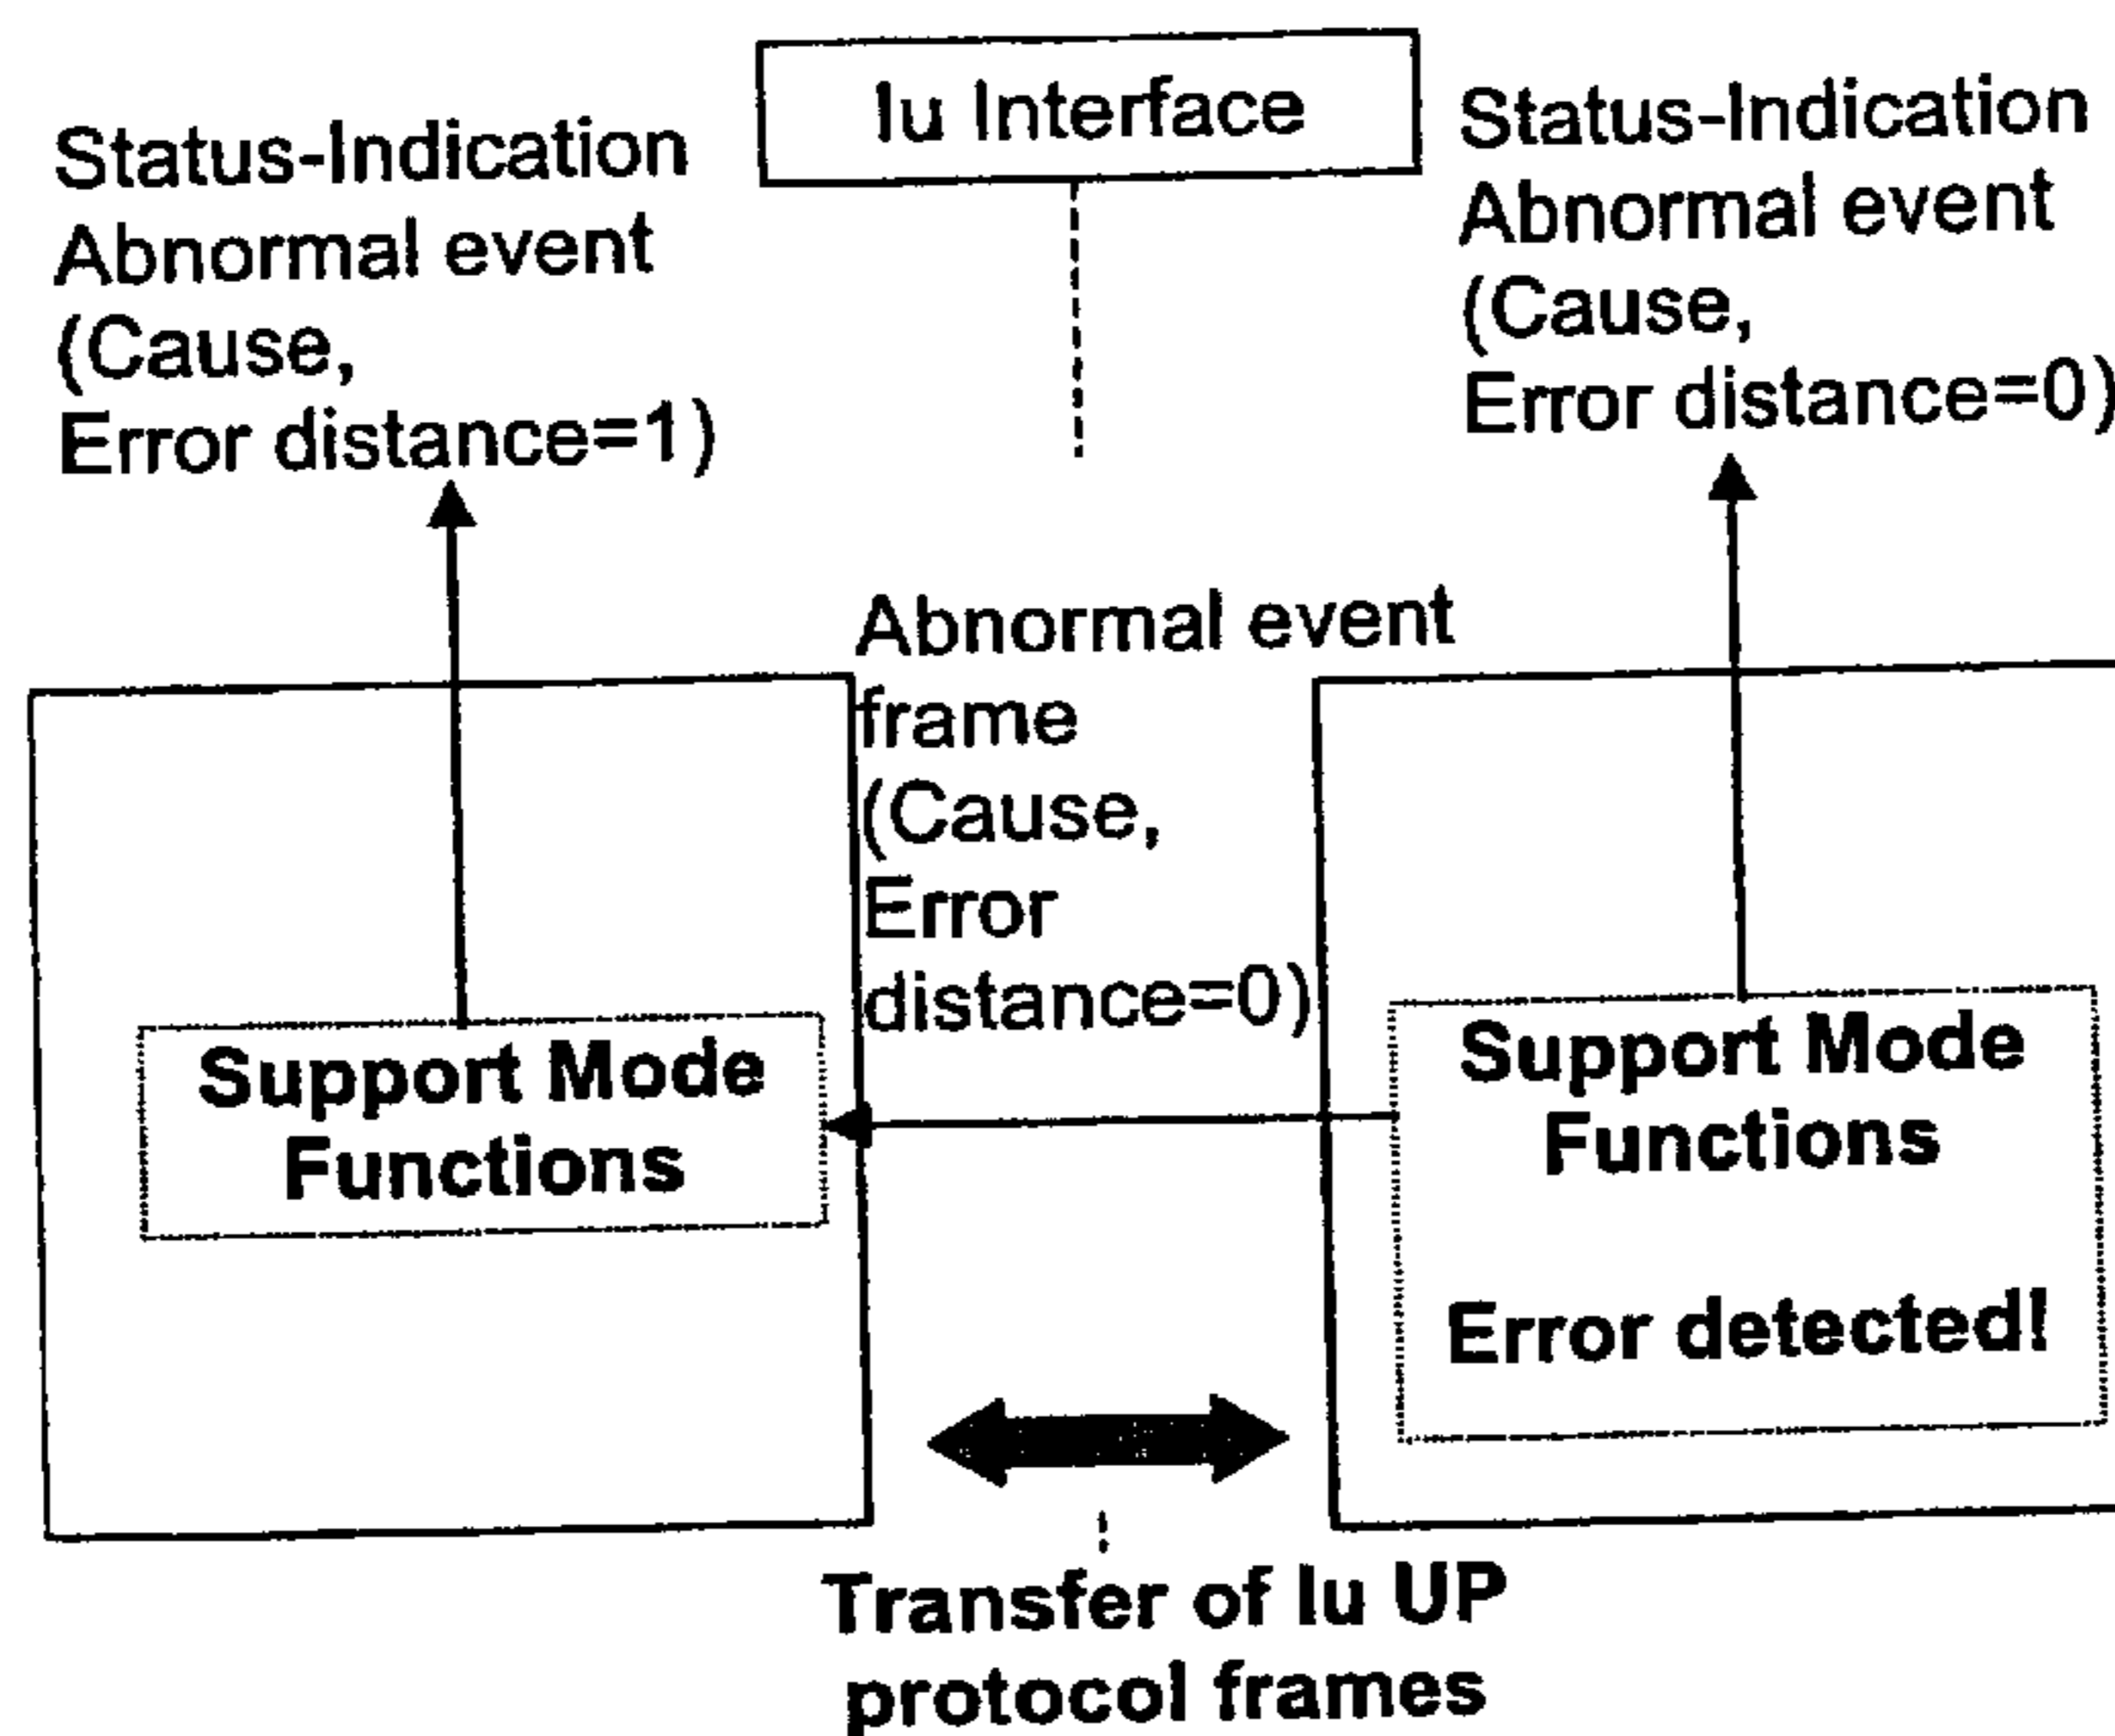 Iu Interface
Status-Indication
Abnormal event
(Cause,
Error distance=1)
Status-Indication
Abnormal event
(Cause,
Error distance=0)
Abnormal event
frame
(Cause,
Error
distance=0)
Support Mode
Functions
Support Mode
Functions
Error detected!
Transfer of Iu UP
protocol frames